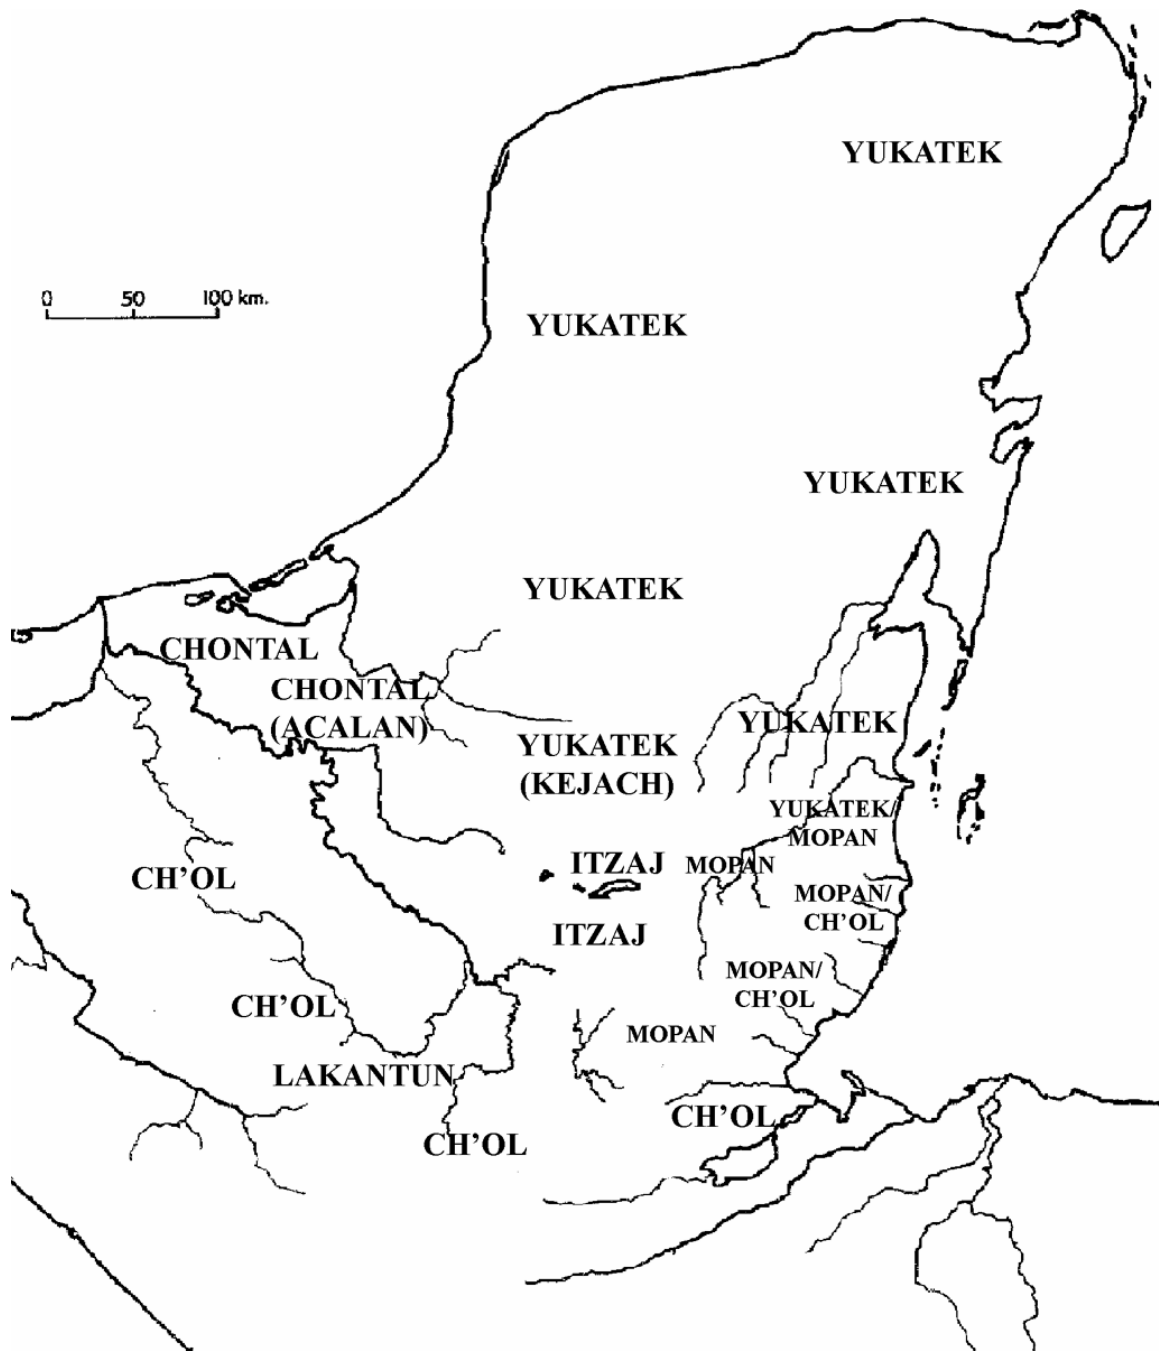 YUKATEK
0 50 100 km.
YUKATEK
YUKATEK
YUKATEK
CHONTAL
CHONTAL
(ACALAN)
YUKATEK
YUKATEK
(KEJACH)
YUKATEK/
MOPAN
ITZAJ
MOPAN
CH'OL
MOPAN/
CH'OL
ITZAJ
MOPAN/
CH'OL
CH'OL
MOPAN
LAKANTUN
CH'OL
CH'OL